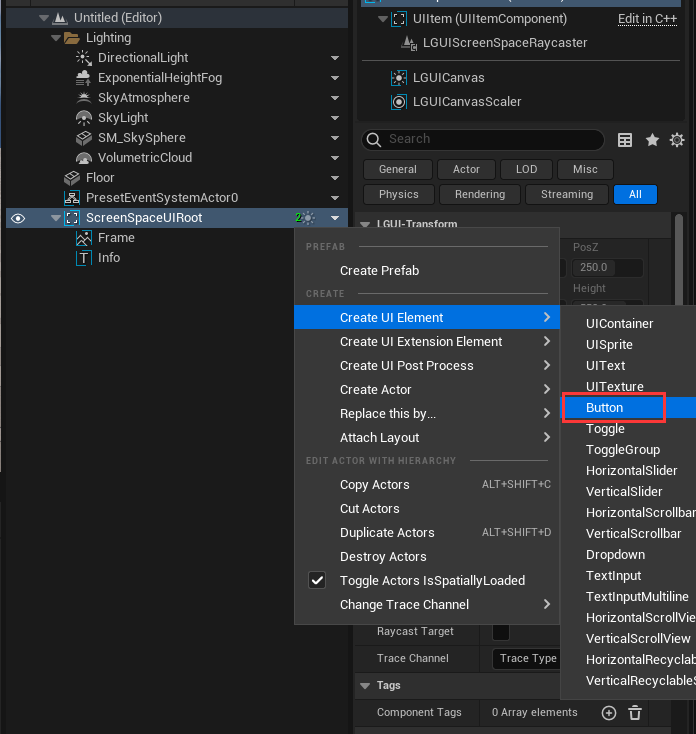 Untitled (Editor)
Lighting
DirectionalLight
ExponentialHeightFog
SkyAtmosphere
SkyLight
SM_SkySphere
VolumetricCloud
Floor
PresetEventSystemActor0
ScreenSpaceUIRoot
2
Frame
Info
UIItem (UIItemComponent)
Edit in C++
LGUIScreenSpaceRaycaster
LGUICanvas
LGUICanvasScaler
Search
General
Actor
LOD
Misc
Physics
Rendering
Streaming
All
LGUI-Transform
PosZ
250.0
Height
PREFAB
Create Prefab
CREATE
Create UI Element
Create UI Extension Element
Create UI Post Process
Create Actor
Replace this by...
Attach Layout
EDIT ACTOR WITH HIERARCHY
Copy Actors ALT+SHIFT+C
Cut Actors
Duplicate Actors ALT+SHIFT+D
Destroy Actors
Toggle Actors IsSpatiallyLoaded
Change Trace Channel
UIContainer
UISprite
UIText
UITexture
Button
Toggle
ToggleGroup
HorizontalSlider
VerticalSlider
HorizontalScrollbar
VerticalScrollbar
Dropdown
TextInput
TextInputMultiline
HorizontalScrollVie
VerticalScrollView
HorizontalRecyclab
VerticalRecyclableS
Raycast Target
Trace Channel
Trace Type
Tags
Component Tags
0 Array elements